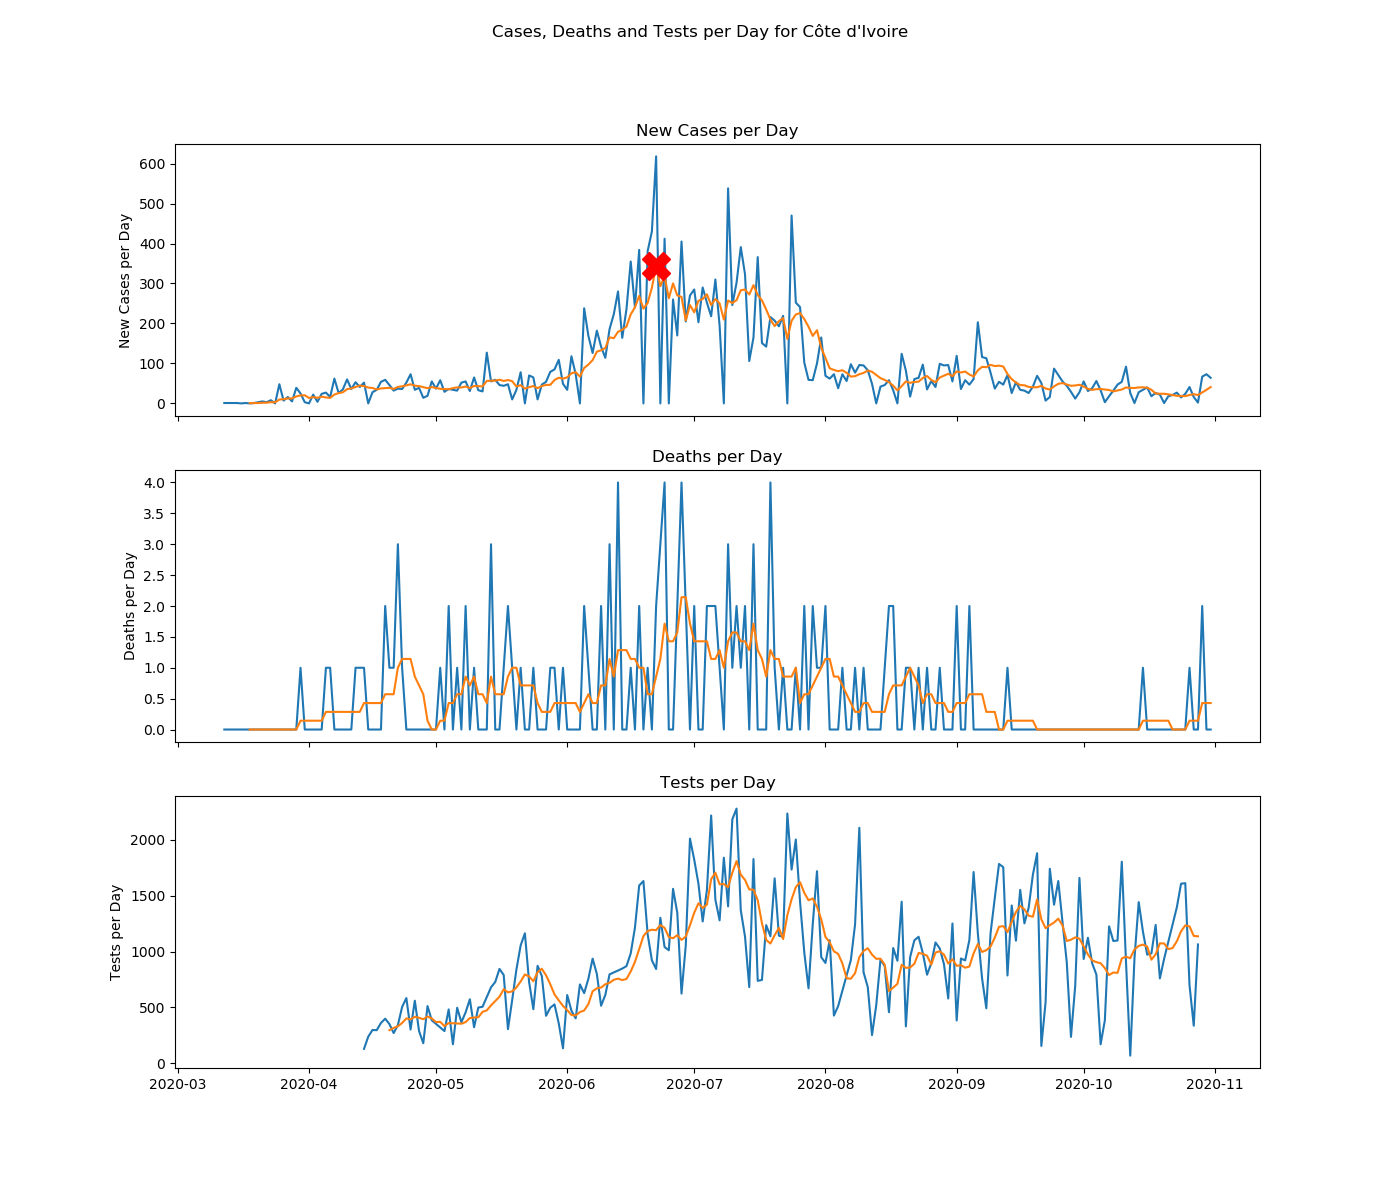 Cases, Deaths and Tests per Day for Côte d'Ivoire
New Cases per Day
New Cases per Day
600
500
400
300
200
100
0
Deaths per Day
Deaths per Day
4.0
3.5
3.0
2.5
2.0
1.5
1.0
0.5
0.0
Tests per Day
Tests per Day
2000
1500
1000
500
0
2020-03 2020-04 2020-05 2020-06 2020-07 2020-08 2020-09 2020-10 2020-11